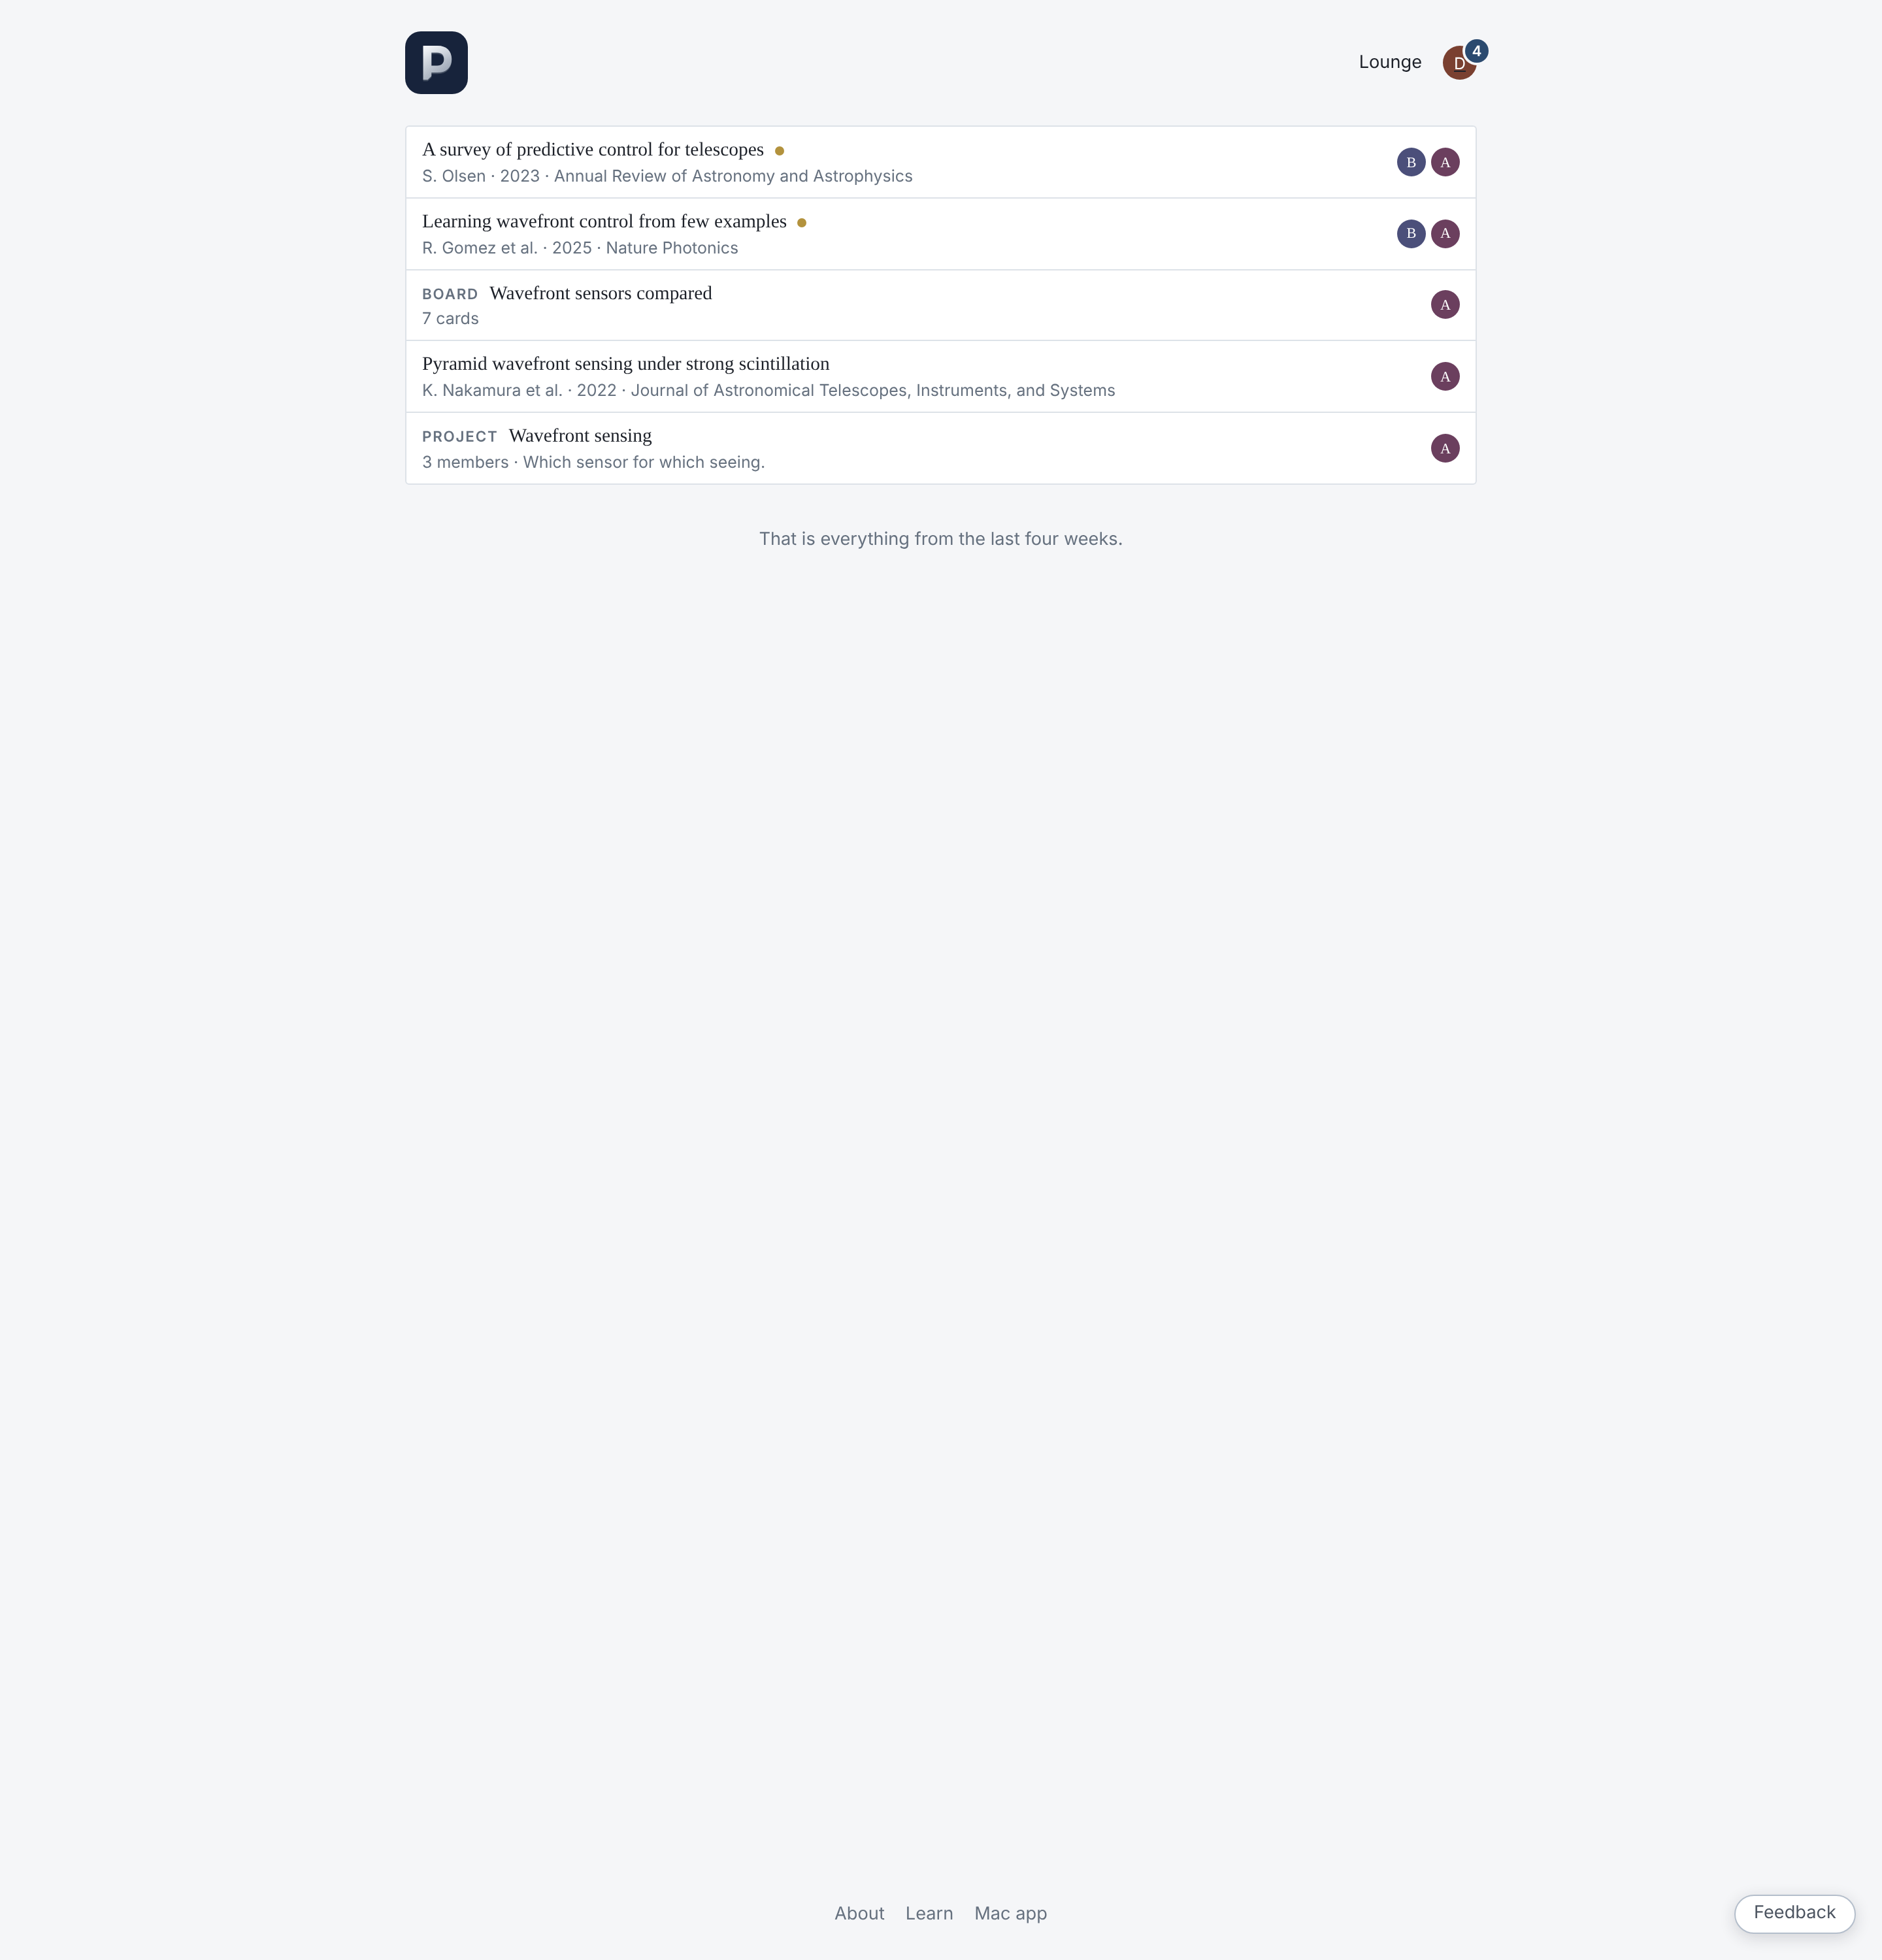 P
Lounge
D
4
A survey of predictive control for telescopes
S. Olsen · 2023 · Annual Review of Astronomy and Astrophysics
B A
Learning wavefront control from few examples
R. Gomez et al. · 2025 · Nature Photonics
B A
BOARD Wavefront sensors compared
7 cards
A
Pyramid wavefront sensing under strong scintillation
K. Nakamura et al. · 2022 · Journal of Astronomical Telescopes, Instruments, and Systems
A
PROJECT Wavefront sensing
3 members · Which sensor for which seeing.
A
That is everything from the last four weeks.
About Learn Mac app
Feedback